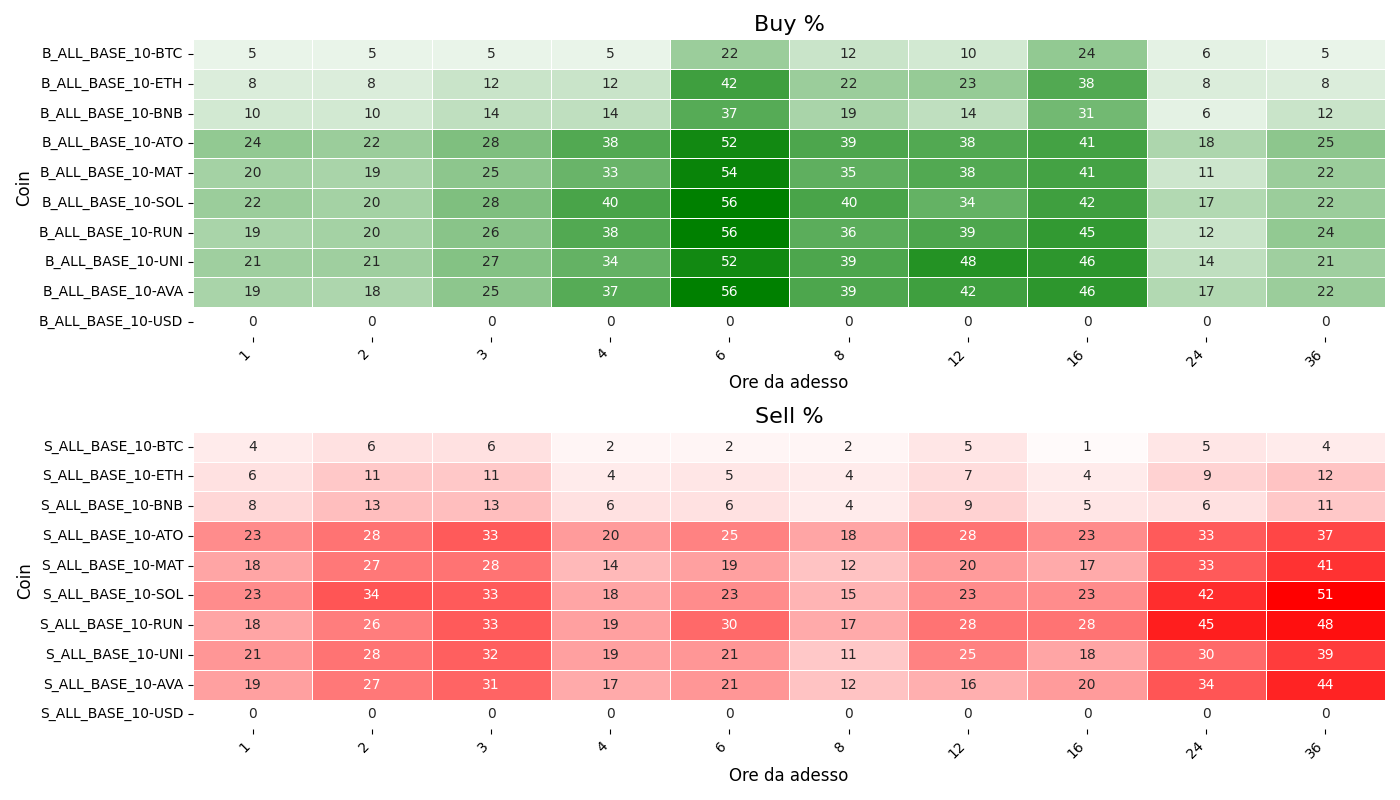 Buy %
Coin
B_ALL_BASE_10-BTC 5 5 5 5 22 12 10 24 6 5
B_ALL_BASE_10-ETH 8 8 12 12 42 22 23 38 8 8
B_ALL_BASE_10-BNB 10 10 14 14 37 19 14 31 6 12
B_ALL_BASE_10-ATO 24 22 28 38 52 39 38 41 18 25
B_ALL_BASE_10-MAT 20 19 25 33 54 35 38 41 11 22
B_ALL_BASE_10-SOL 22 20 28 40 56 40 34 42 17 22
B_ALL_BASE_10-RUN 19 20 26 38 56 36 39 45 12 24
B_ALL_BASE_10-UNI 21 21 27 34 52 39 48 46 14 21
B_ALL_BASE_10-AVA 19 18 25 37 56 39 42 46 17 22
B_ALL_BASE_10-USD 0 0 0 0 0 0 0 0 0 0
1 2 3 4 6 8 12 16 24 36
Ore da adesso
Sell %
Coin
S_ALL_BASE_10-BTC 4 6 6 2 2 2 5 1 5 4
S_ALL_BASE_10-ETH 6 11 11 4 5 4 7 4 9 12
S_ALL_BASE_10-BNB 8 13 13 6 6 4 9 5 6 11
S_ALL_BASE_10-ATO 23 28 33 20 25 18 28 23 33 37
S_ALL_BASE_10-MAT 18 27 28 14 19 12 20 17 33 41
S_ALL_BASE_10-SOL 23 34 33 18 23 15 23 23 42 51
S_ALL_BASE_10-RUN 18 26 33 19 30 17 28 28 45 48
S_ALL_BASE_10-UNI 21 28 32 19 21 11 25 18 30 39
S_ALL_BASE_10-AVA 19 27 31 17 21 12 16 20 34 44
S_ALL_BASE_10-USD 0 0 0 0 0 0 0 0 0 0
1 2 3 4 6 8 12 16 24 36
Ore da adesso